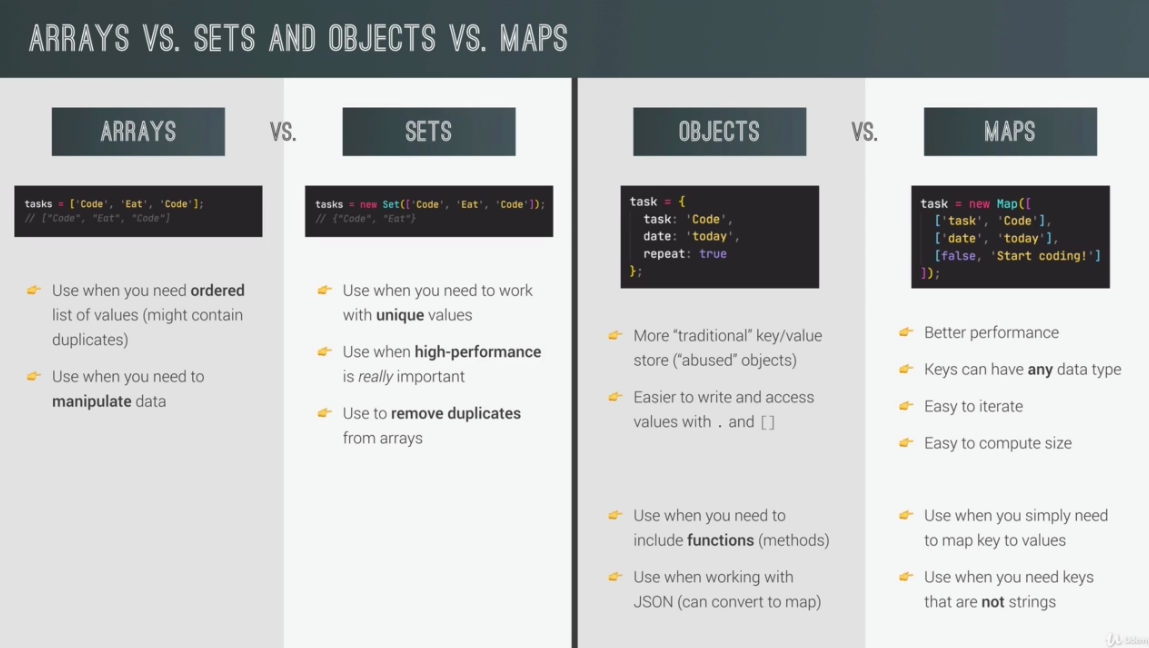 ARRAYS VS. SETS AND OBJECTS VS. MAPS
ARRAYS
VS.
SETS
tasks = ['Code', 'Eat', 'Code'];
// ["Code", "Eat", "Code"]
tasks = new Set(['Code', 'Eat', 'Code']);
// {"Code", "Eat"}
Use when you need ordered
list of values (might contain
duplicates)
Use when you need to
manipulate data
Use when you need to work
with unique values
Use when high-performance
is really important
Use to remove duplicates
from arrays
OBJECTS
VS.
MAPS
task = {
task: 'Code',
date: 'today',
repeat: true
};
task = new Map([
['task', 'Code'],
['date', 'today'],
[false, 'Start coding!']
]);
More “traditional” key/value
store (“abused” objects)
Easier to write and access
values with . and []
Use when you need to
include functions (methods)
Use when working with
JSON (can convert to map)
Better performance
Keys can have any data type
Easy to iterate
Easy to compute size
Use when you simply need
to map key to values
Use when you need keys
that are not strings